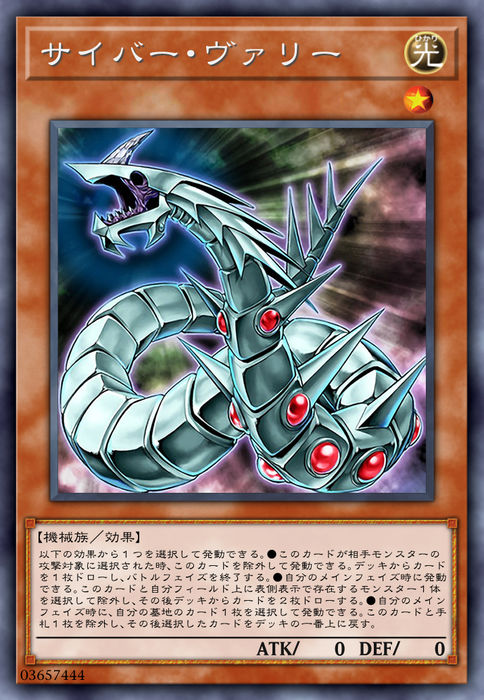 サイバー・ヴァリー
ひかり
光
【機械族／効果】
以下の効果から１つを選択して発動できる。●このカードが相手モンスターの
攻撃対象に選択された時、このカードを除外して発動できる。デッキからカード
を１枚ドローし、バトルフェイズを終了する。●自分のメインフェイズ時に発動
できる。このカードと自分フィールド上に表側表示で存在するモンスター１体
を選択して除外し、その後デッキからカードを２枚ドローする。●自分のメイン
フェイズ時に、自分の墓地のカード１枚を選択して発動できる。このカードと手
札１枚を除外し、その後選択したカードをデッキの一番上に戻す。
ATK/ 0 DEF/ 0
03657444